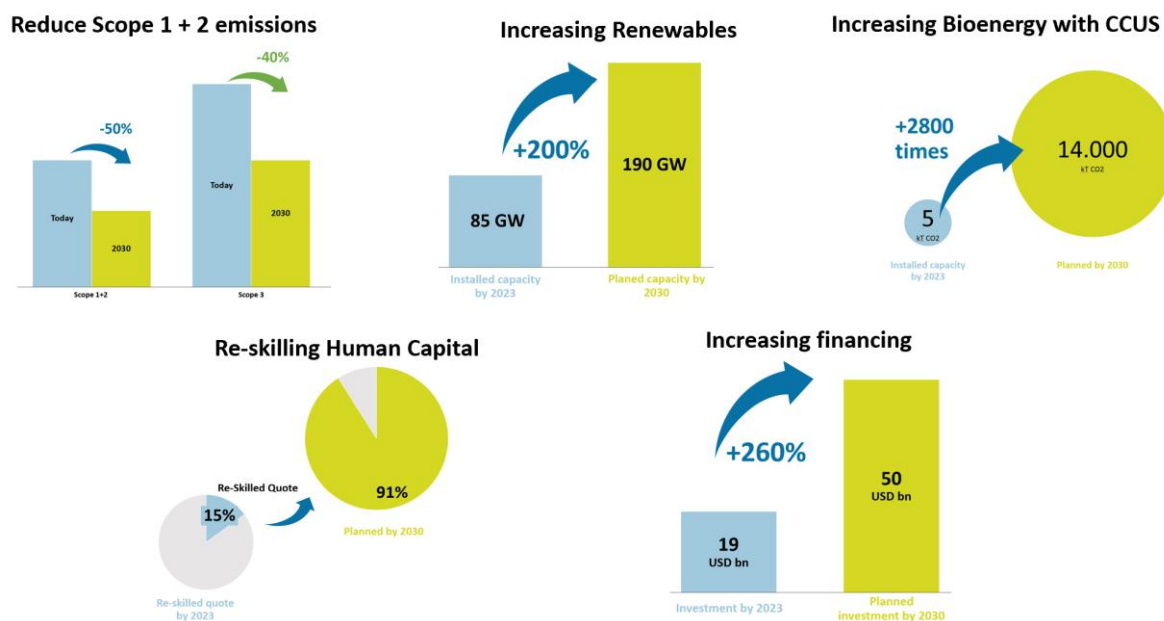 Reduce Scope 1 + 2 emissions
-40%
-50%
Today
2030
Today
2030
Scope 1+2
Scope 3
Increasing Renewables
+200%
190 GW
85 GW
Installed capacity
by 2023
Planed capacity by
2030
Increasing Bioenergy with CCUS
+2800
times
14.000
kT CO2
5
kT CO2
Installed capacity
by 2023
Planned by 2030
Re-skilling Human Capital
Re-Skilled Quote
91%
15%
Planned by 2030
Re-skilled quote
by 2023
Increasing financing
+260%
50
USD bn
19
USD bn
Investment by 2023
Planned
investment by 2030